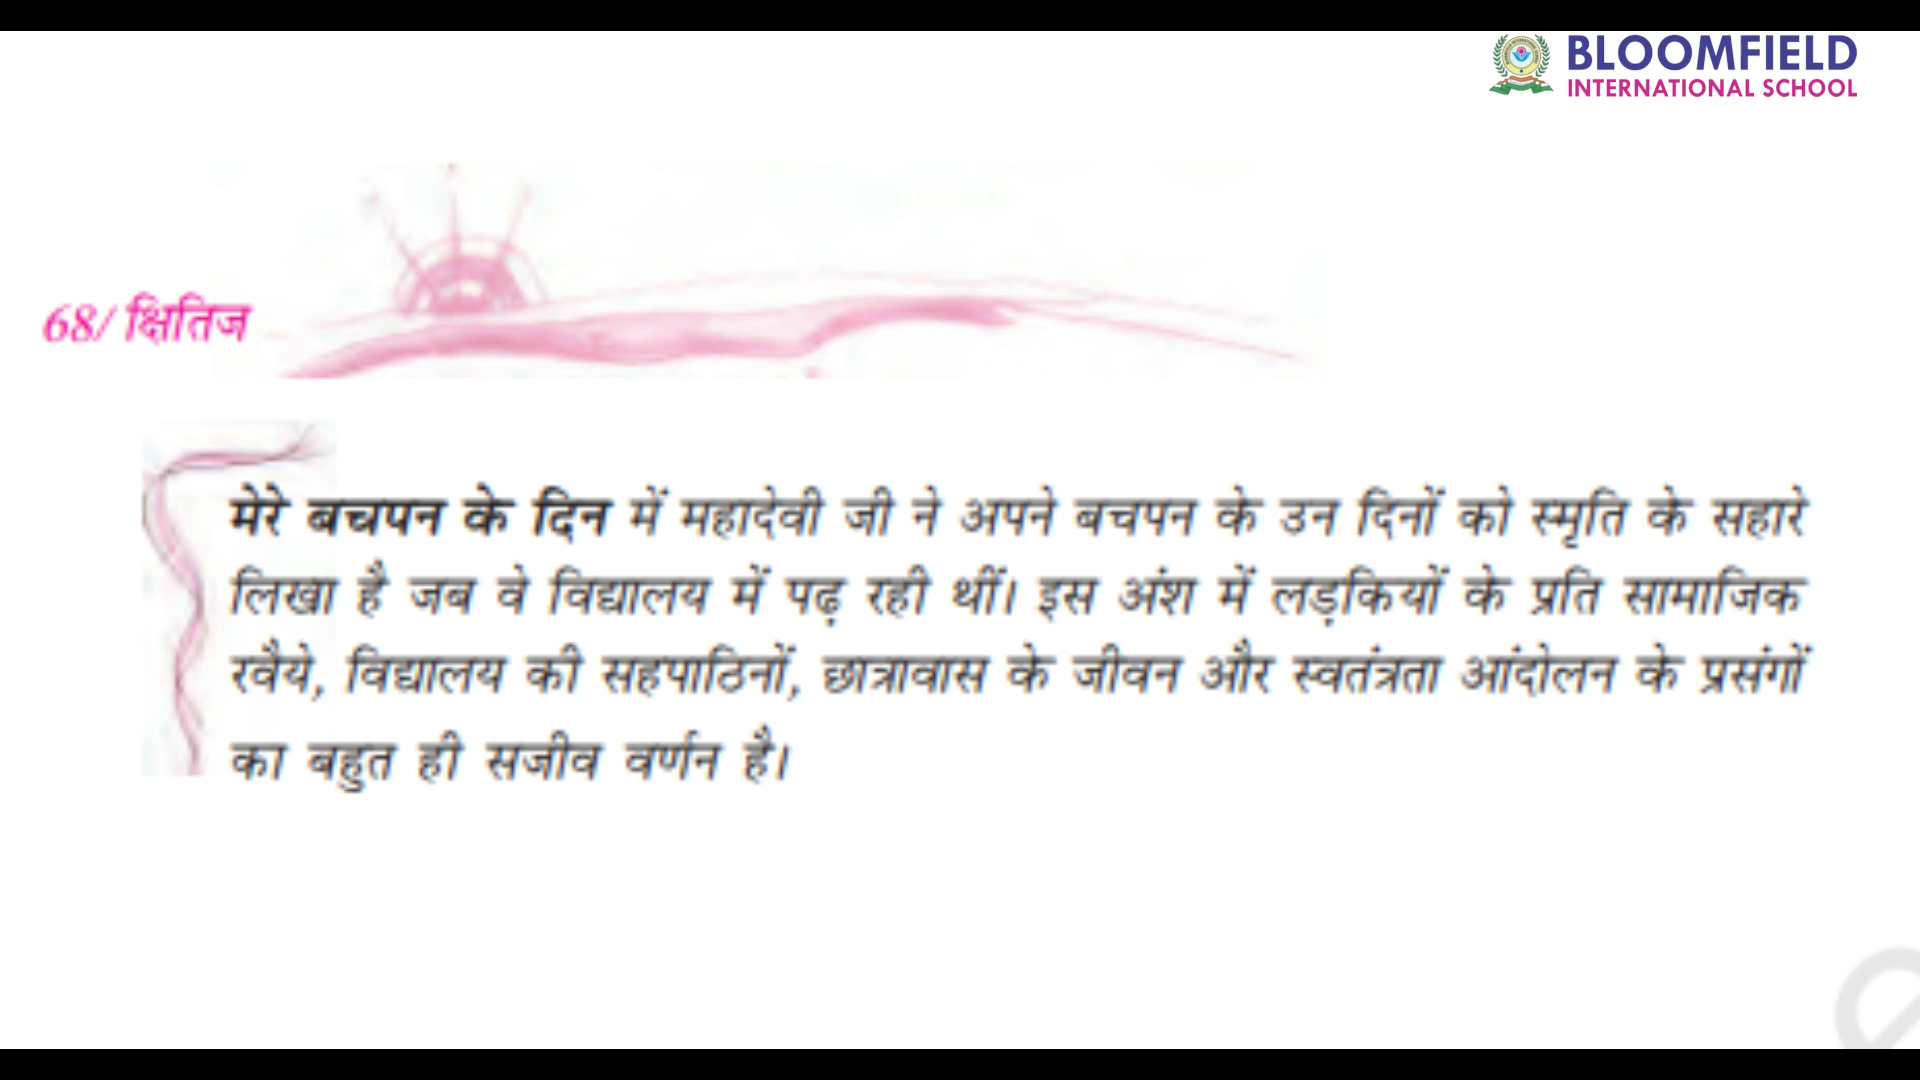 BLOOMFIELD
INTERNATIONAL SCHOOL
68/ क्षितिज
मेरे बचपन के दिन में महादेवी जी ने अपने बचपन के उन दिनों को स्मृति के सहारे
लिखा है जब वे विद्यालय में पढ़ रही थीं। इस अंश में लड़कियों के प्रति सामाजिक
रवैये, विद्यालय की सहपाठिनों, छात्रावास के जीवन और स्वतंत्रता आंदोलन के प्रसंगों
का बहुत ही सजीव वर्णन है।